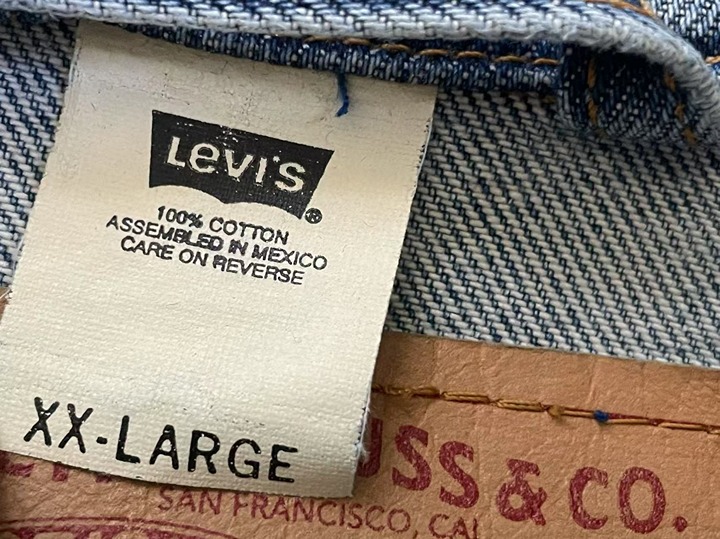 Levi's
®
100% COTTON
ASSEMBLED IN MEXICO
CARE ON REVERSE
XX-LARGE
USS & CO.
SAN FRANCISCO, CAL